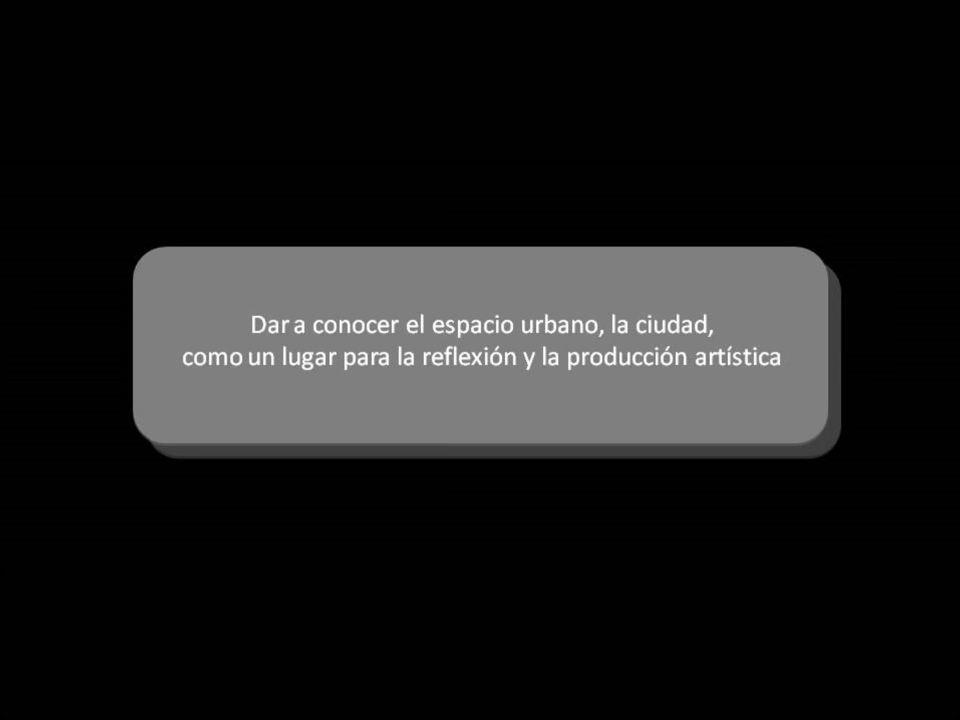 Dar a conocer el espacio urbano, la ciudad,
como un lugar para la reflexión y la producción artística